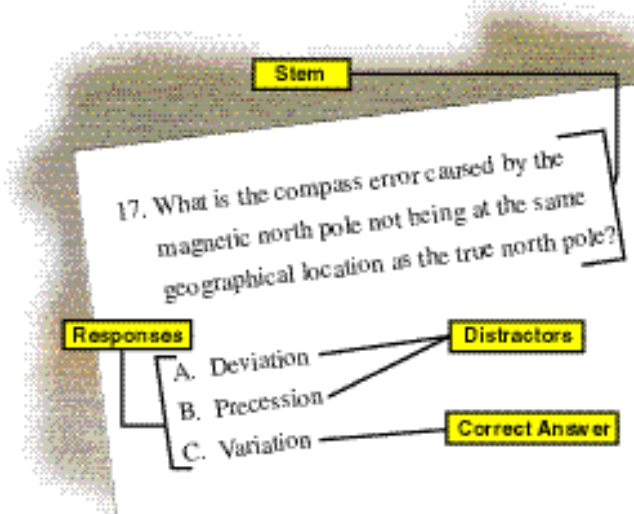 Stem
17. What is the compass error caused by the
magnetic north pole not being at the same
geographical location as the true north pole?
Responses
Distractors
A. Deviation
B. Precession
C. Variation
Correct Answer